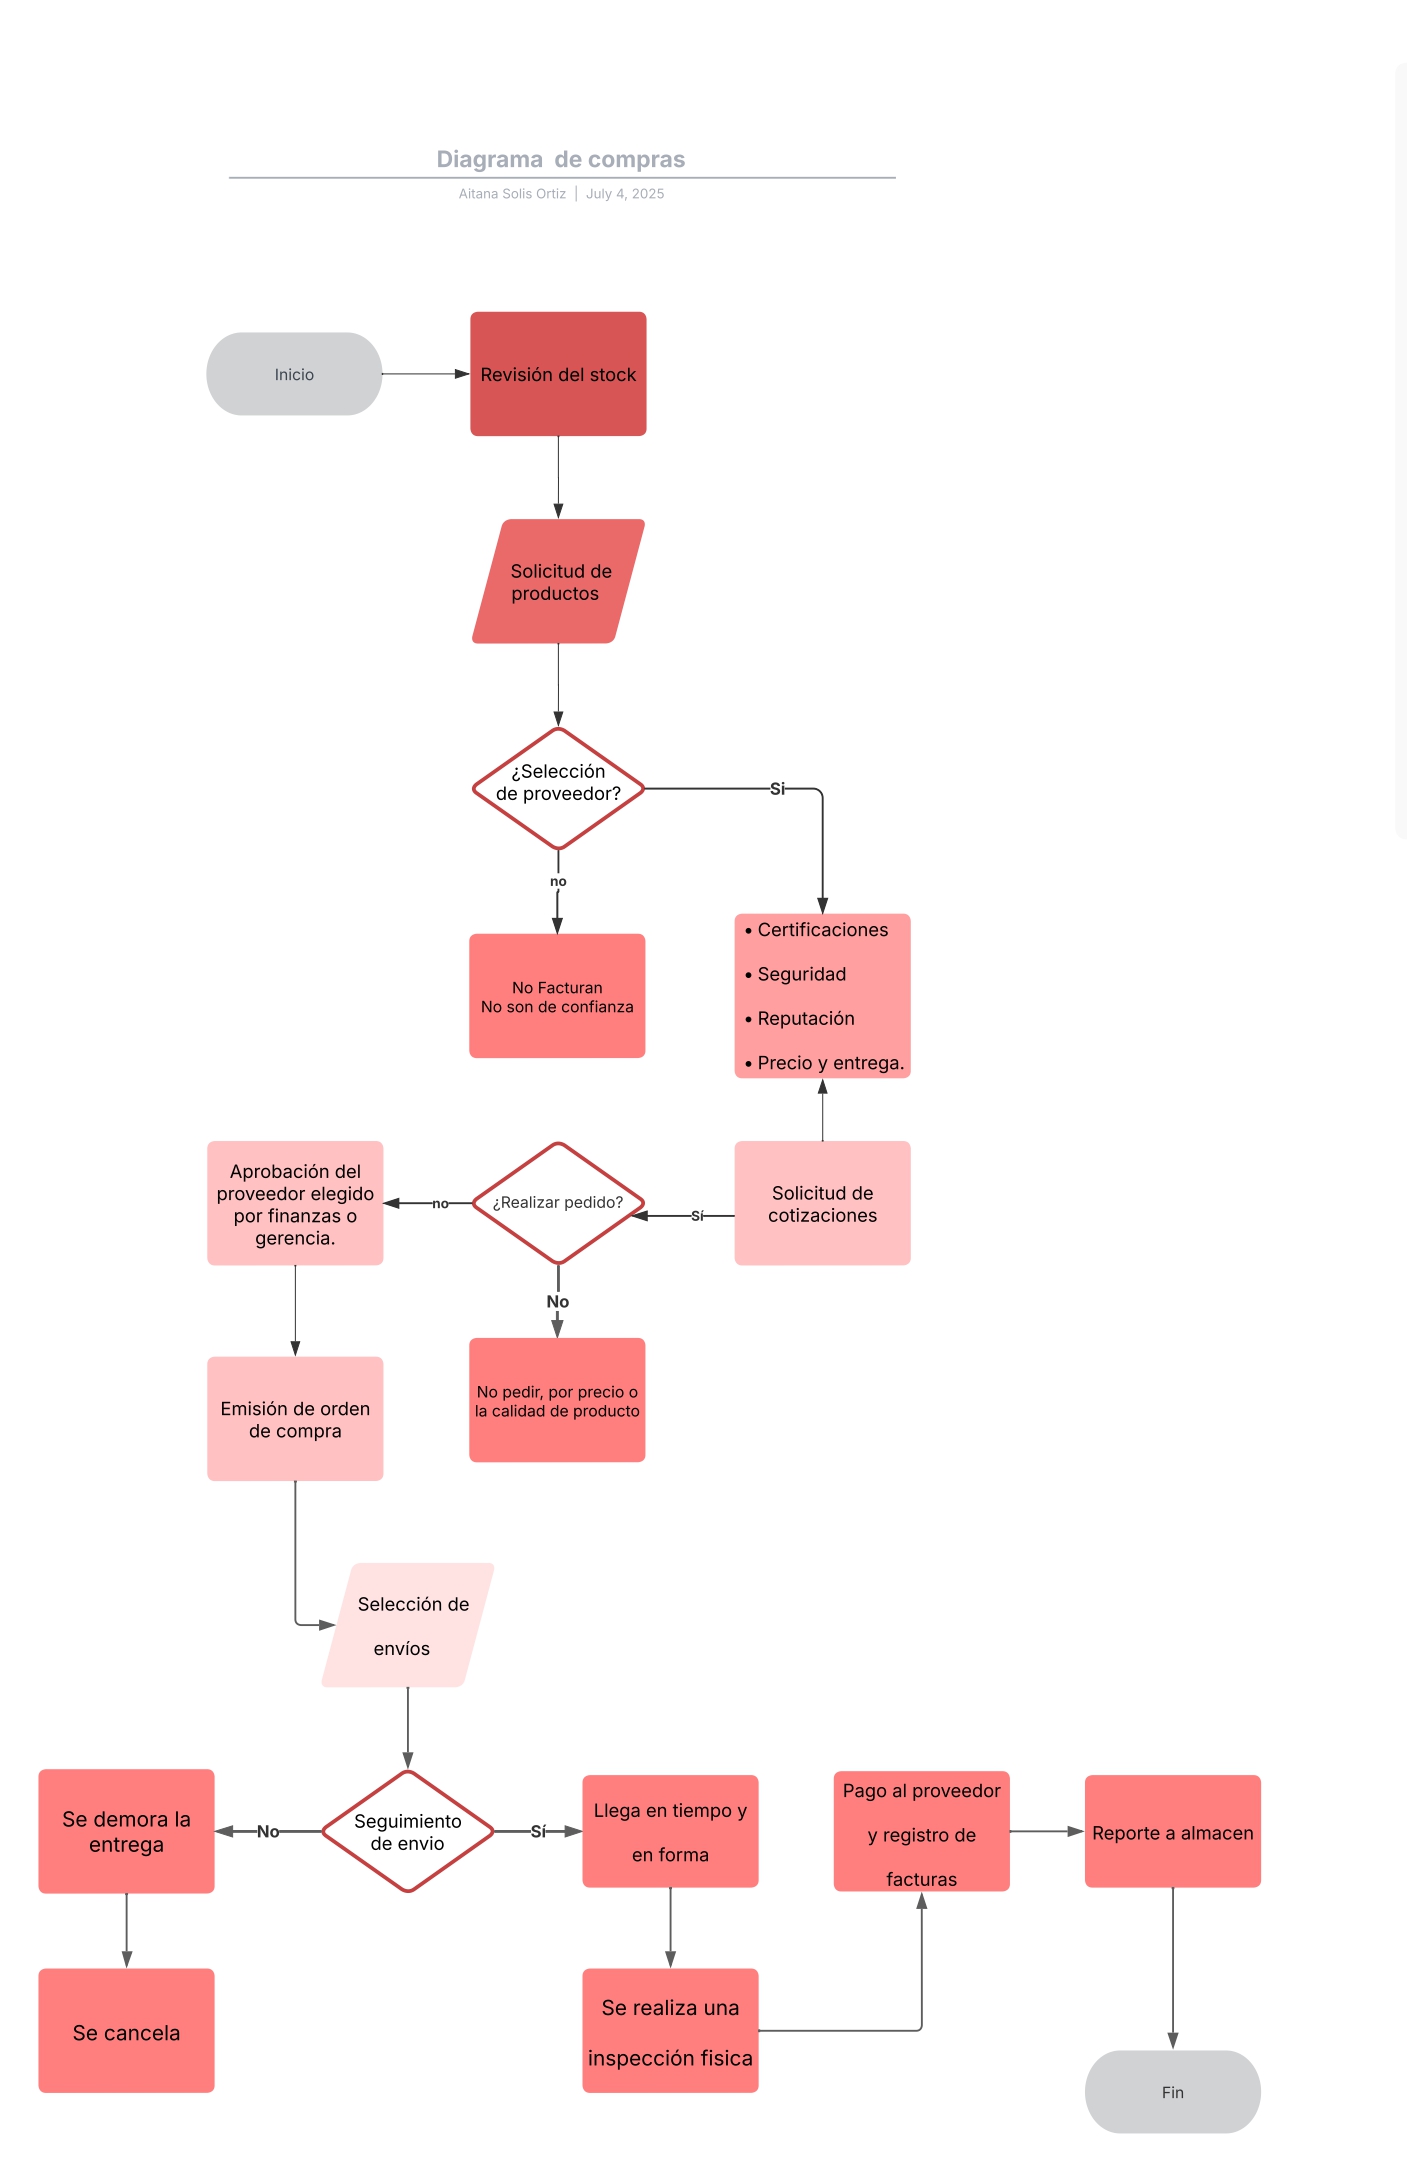 Diagrama  de compras
Aitana Solis Ortiz | July 4, 2025
Inicio
Revisión del stock
Solicitud de
productos
¿Selección
de proveedor?
Si
no
No Facturan
No son de confianza
• Certificaciones
• Seguridad
• Reputación
• Precio y entrega.
Solicitud de
cotizaciones
Sí
¿Realizar pedido?
no
Aprobación del
proveedor elegido
por finanzas o
gerencia.
No
No pedir, por precio o
la calidad de producto
Emisión de orden
de compra
Selección de
envíos
Seguimiento
de envio
No
Se demora la
entrega
Se cancela
Sí
Llega en tiempo y
en forma
Se realiza una
inspección fisica
Pago al proveedor
y registro de
facturas
Reporte a almacen
Fin